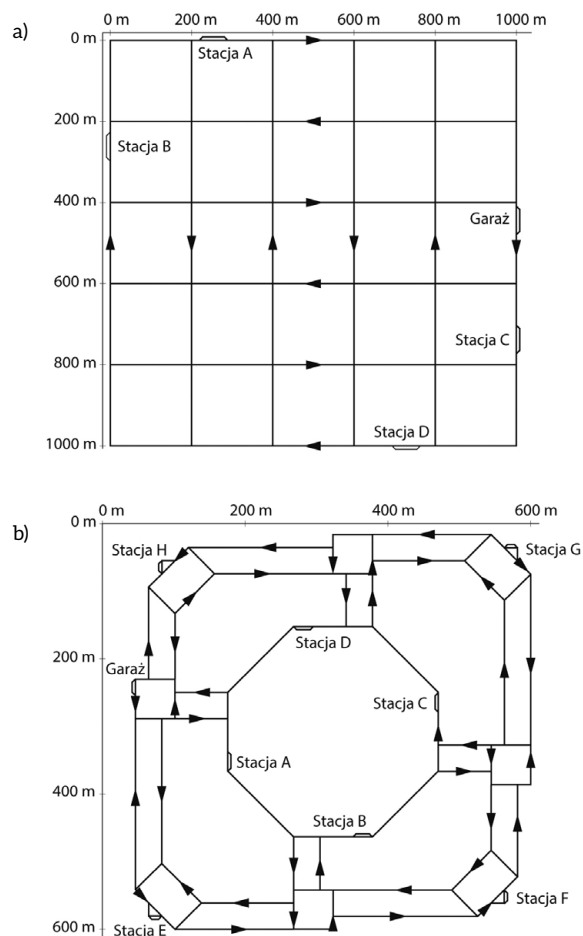 a)
0 m 200 m 400 m 600 m 800 m 1000 m
0 m
Stacja A
200 m
Stacja B
400 m
Garaż
600 m
Stacja C
800 m
Stacja D
1000 m
b)
0 m 200 m 400 m 600 m
0 m
Stacja H
Stacja G
Stacja D
200 m
Garaż
Stacja C
Stacja A
400 m
Stacja B
Stacja F
600 m
Stacja E